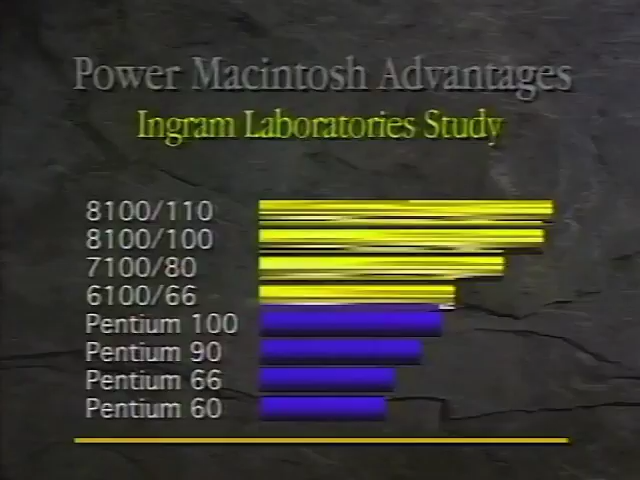 Power Macintosh Advantages
Ingram Laboratories Study
8100/110
8100/100
7100/80
6100/66
Pentium 100
Pentium 90
Pentium 66
Pentium 60